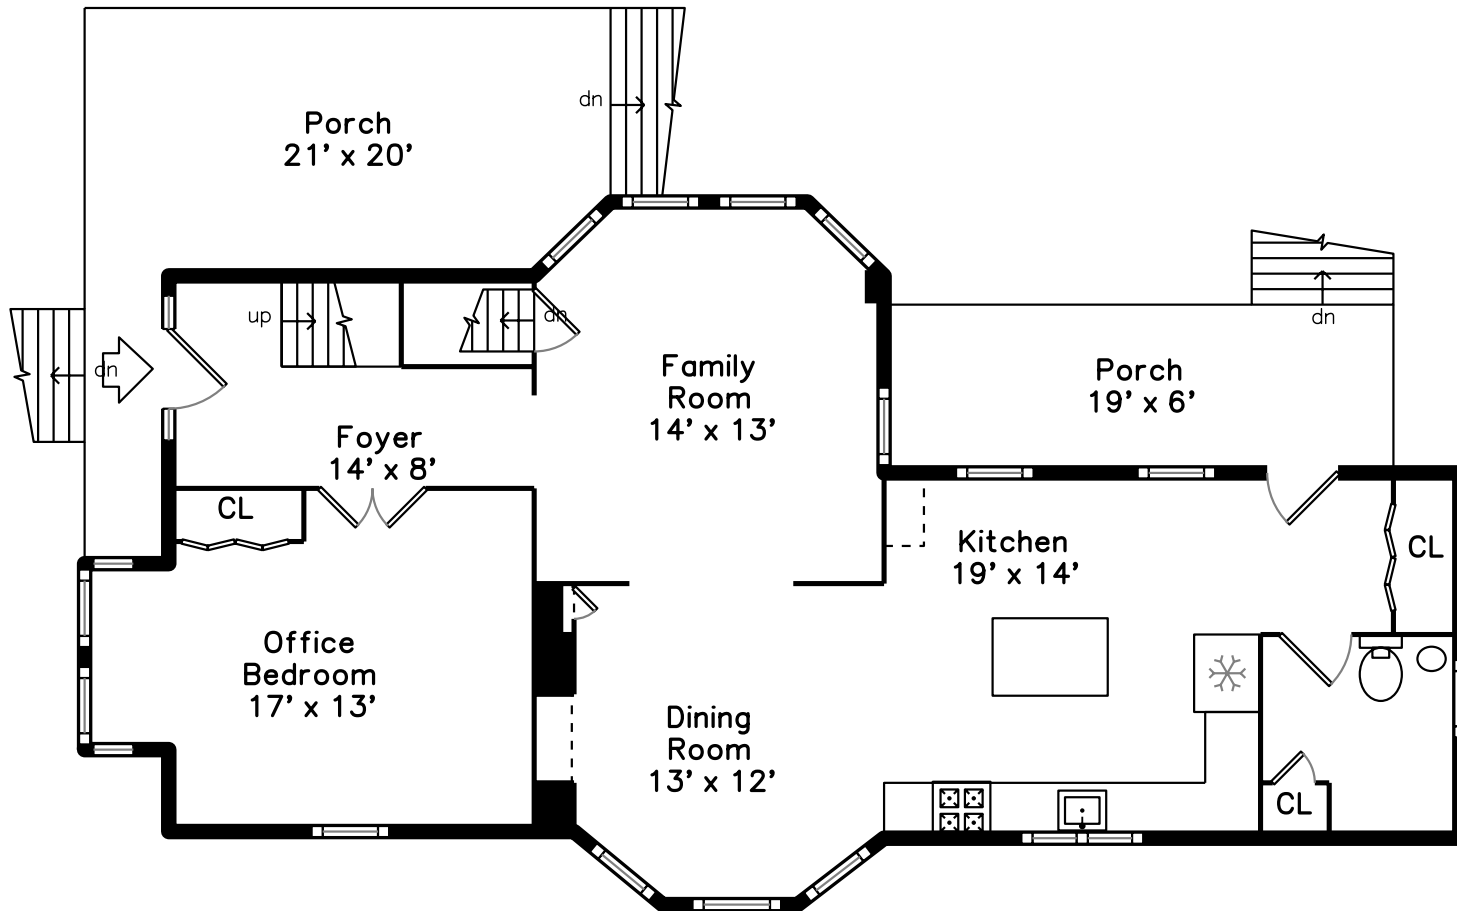 dn
Porch
21' x 20'
up
dn
dn
dn
Family
Room
14' x 13'
Porch
19' x 6'
Foyer
14' x 8'
CL
Kitchen
19' x 14'
CL
Office
Bedroom
17' x 13'
Dining
Room
13' x 12'
CL